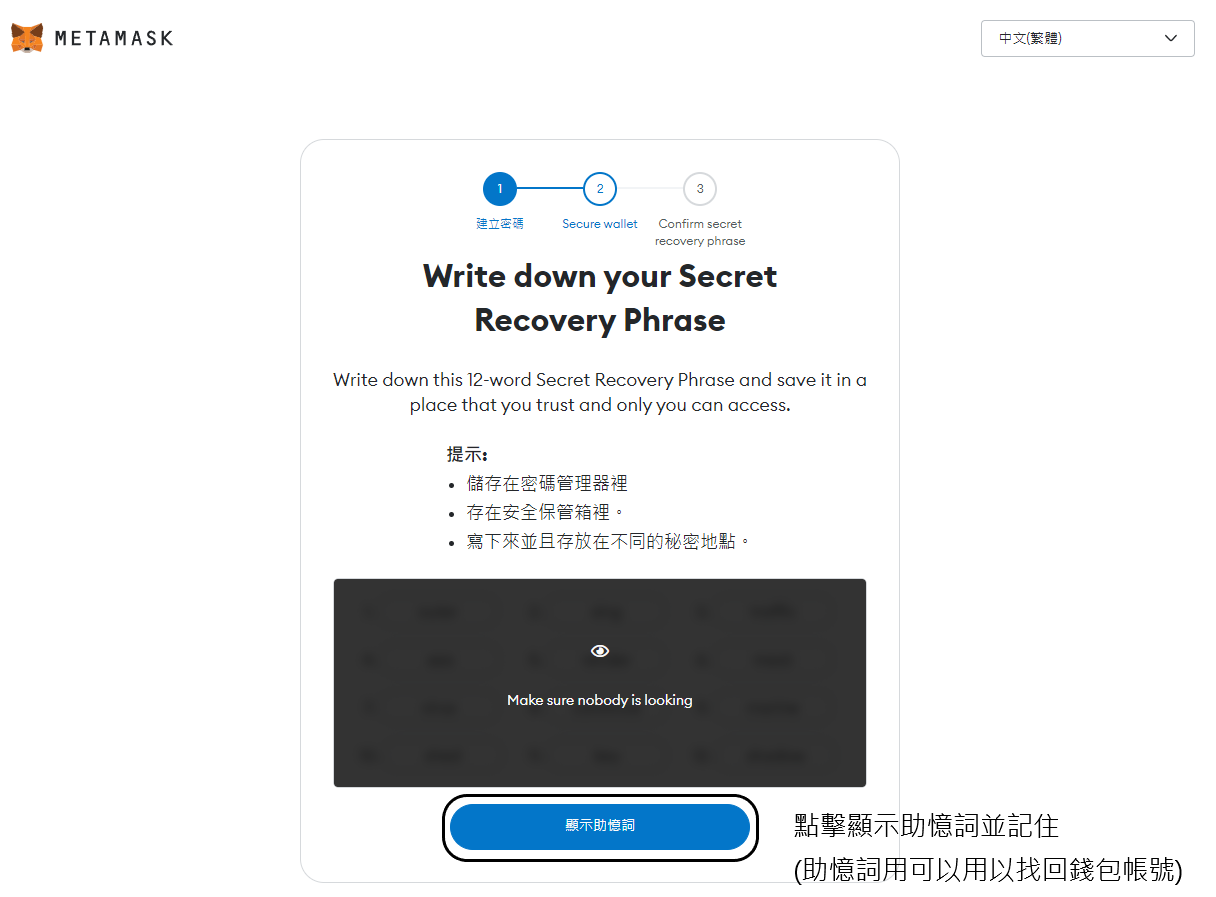 METAMASK
中文(繁體)
1
2
3
建立密碼
Secure wallet
Confirm secret
recovery phrase
Write down your Secret
Recovery Phrase
Write down this 12-word Secret Recovery Phrase and save it in a
place that you trust and only you can access.
提示:
• 儲存在密碼管理器裡
• 存在安全保管箱裡。
• 寫下來並且存放在不同的秘密地點。
Make sure nobody is looking
顯示助憶詞
點擊顯示助憶詞並記住
(助憶詞用可以用以找回錢包帳號)